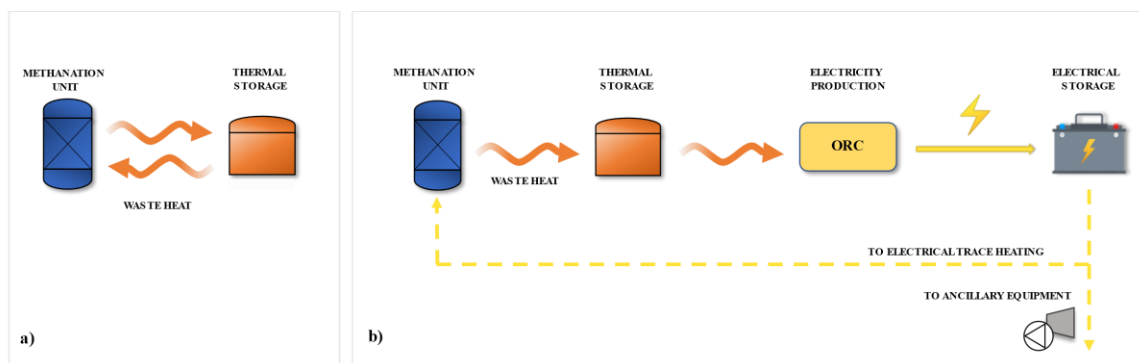 METHANATION
UNIT
THERMAL
STORAGE
WASTE HEAT
a)
METHANATION
UNIT
THERMAL
STORAGE
ELECTRICITY
PRODUCTION
ELECTRICAL
STORAGE
ORC
WASTE HEAT
TO ELECTRICAL TRACE HEATING
TO ANCILLARY EQUIPMENT
b)